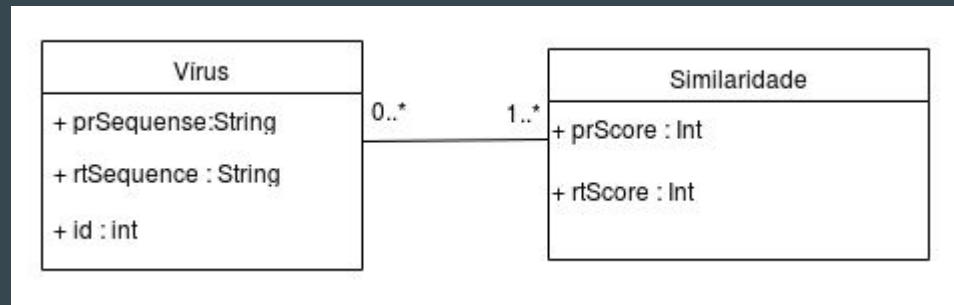 Vírus
+ prSequense:String
+ rtSequence : String
+ id : int
0..*
1..*
Similaridade
+ prScore : Int
+ rtScore : Int